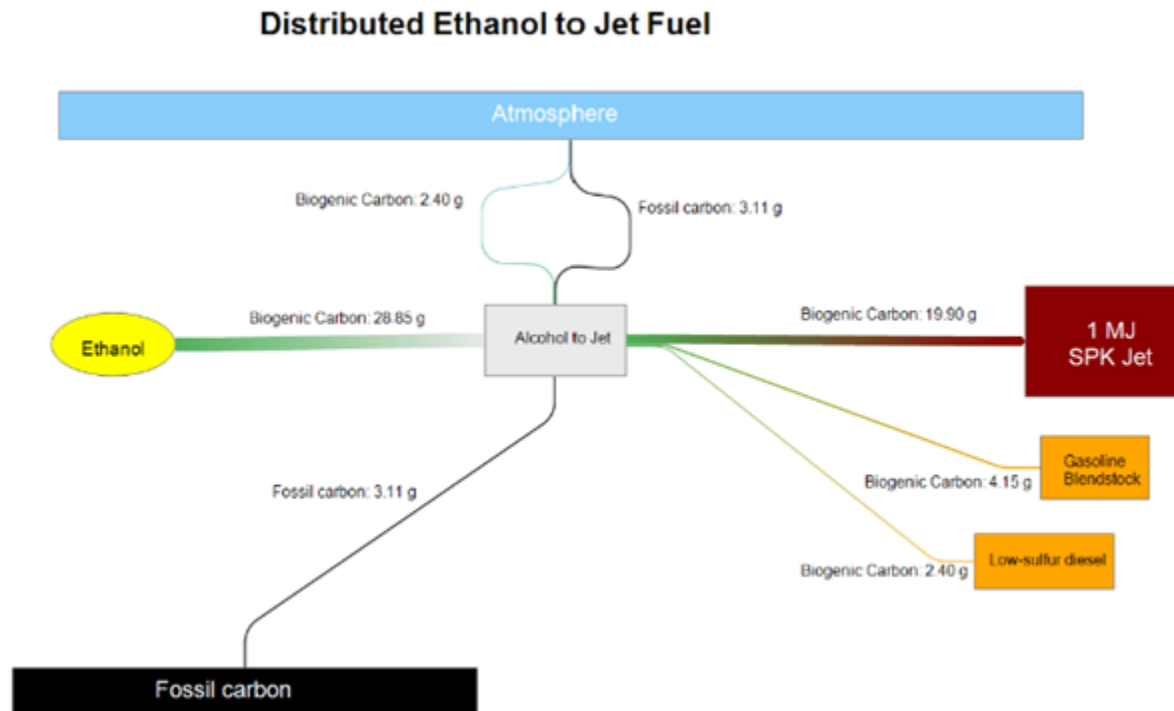 Distributed Ethanol to Jet Fuel
Atmosphere
Biogenic Carbon: 2.40 g
Fossil carbon: 3.11 g
Biogenic Carbon: 28.85 g
Biogenic Carbon: 19.90 g
Ethanol
Alcohol to Jet
1 MJ
SPK Jet
Gasoline
Blendstock
Biogenic Carbon: 4.15 g
Fossil carbon: 3.11 g
Low-sulfur diesel
Biogenic Carbon: 2.40 g
Fossil carbon